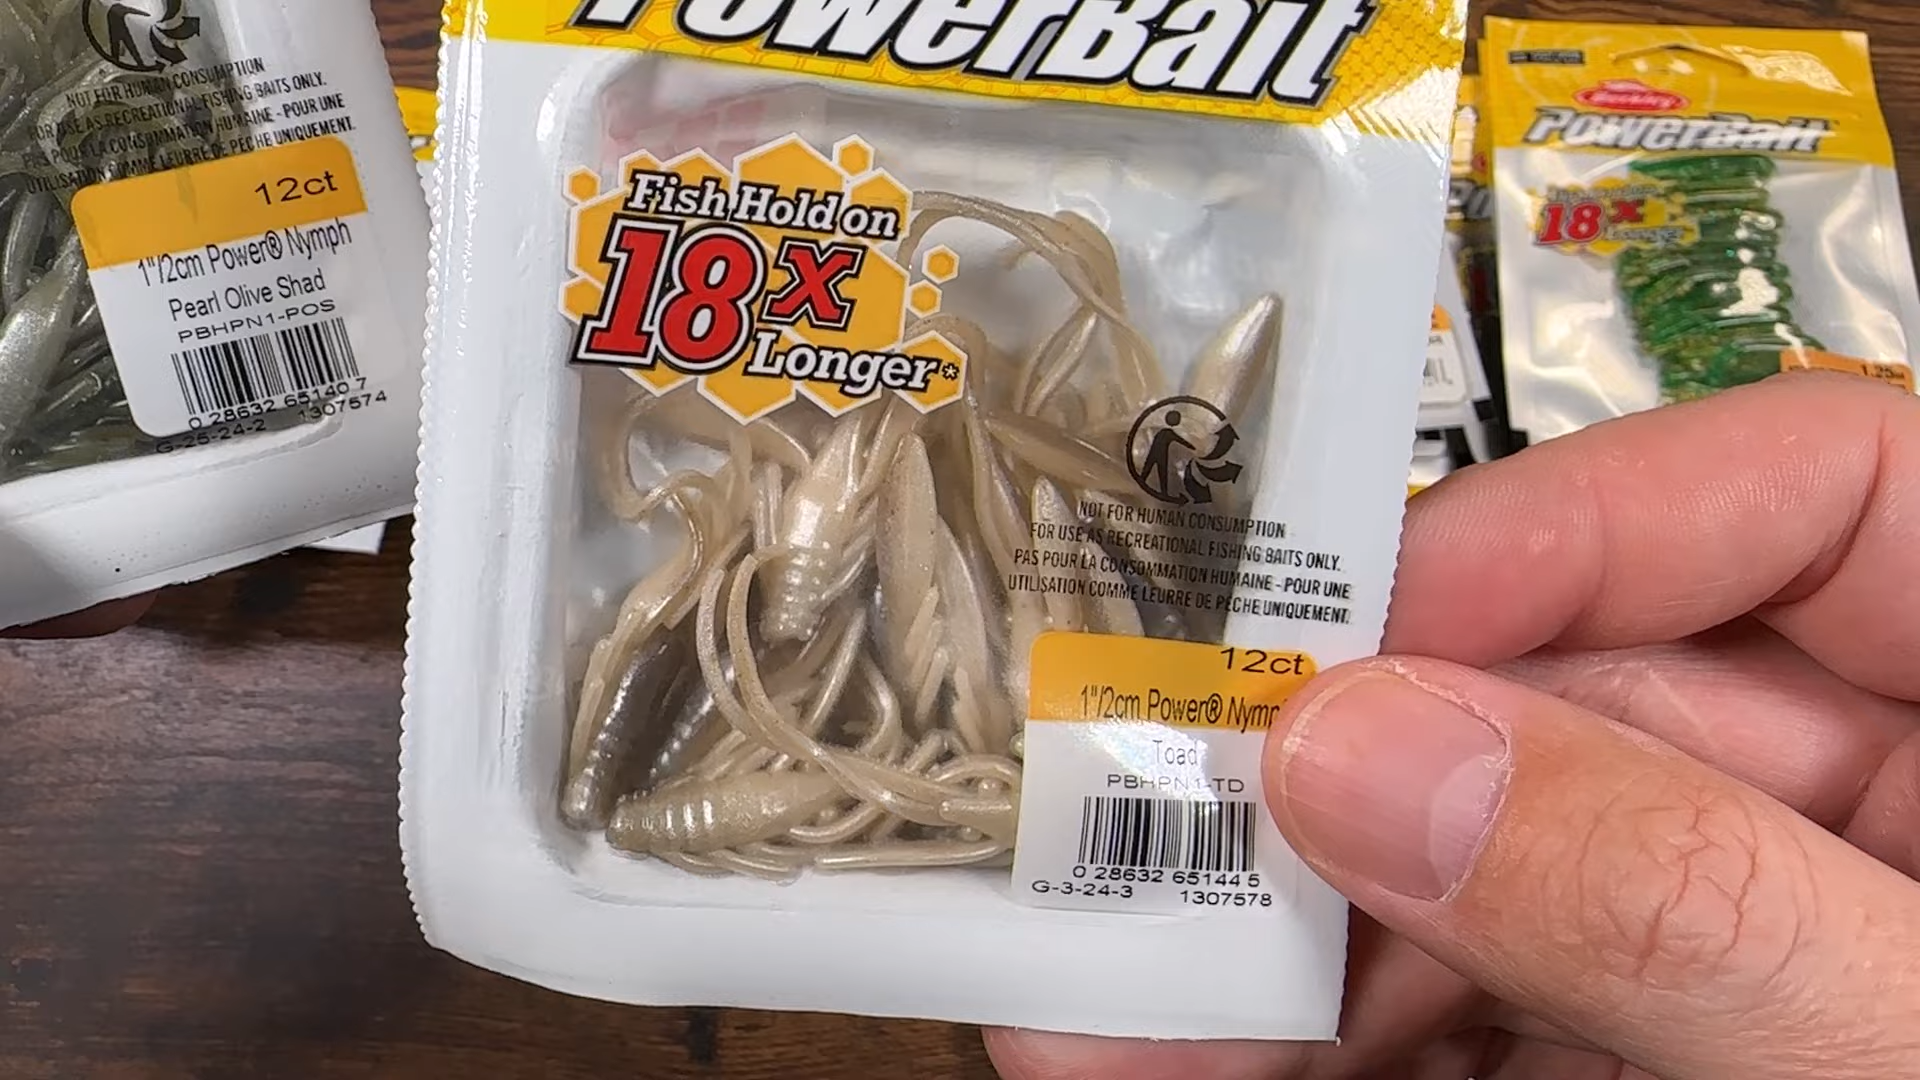 NOT FOR HUMAN CONSUMPTION
FOR USE AS RECREATIONAL FISHING BAITS ONLY.
PAS POUR LA CONSOMMATION HUMAINE - POUR UNE
UTILISATION COMME LEURRE DE PECHE UNIQUEMENT.
12ct
1"/2cm Power® Nymph
Pearl Olive Shad
PBHPN1-POS
0 28632 65140 7
G-25-24-2 1307574
PowerBait
Fish Hold on
18x
Longer*
NOT FOR HUMAN CONSUMPTION
FOR USE AS RECREATIONAL FISHING BAITS ONLY.
PAS POUR LA CONSOMMATION HUMAINE - POUR UNE
UTILISATION COMME LEURRE DE PECHE UNIQUEMENT.
12ct
1"/2cm Power® Nymp
Toad
PBHPN1-TD
0 28632 65144 5
G-3-24-3 1307578
PowerBait
18x
Longer